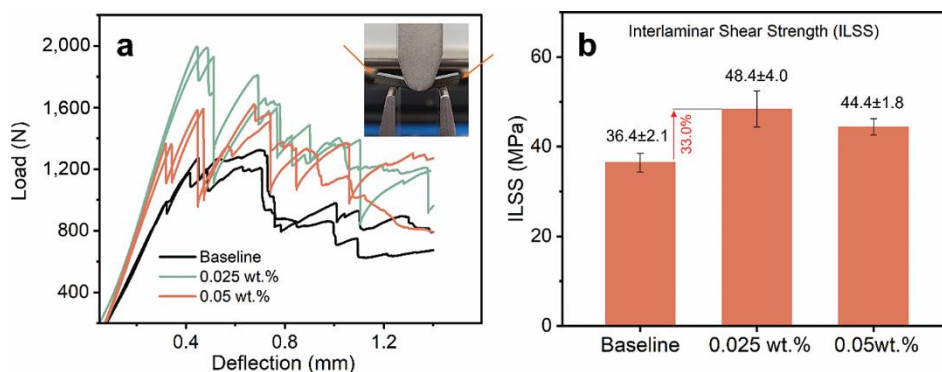 a
2,000
1,600
1200
800
400
Load (N)
0.4
0.8
1.2
Deflection (mm)
Baseline
0.025 wt.%
0.05 wt.%
b
Interlaminar Shear Strength (ILSS)
60
40
20
0
ILSS (MPa)
36.4±2.1
33.0%
48.4±4.0
44.4±1.8
Baseline
0.025 wt.%
0.05wt.%